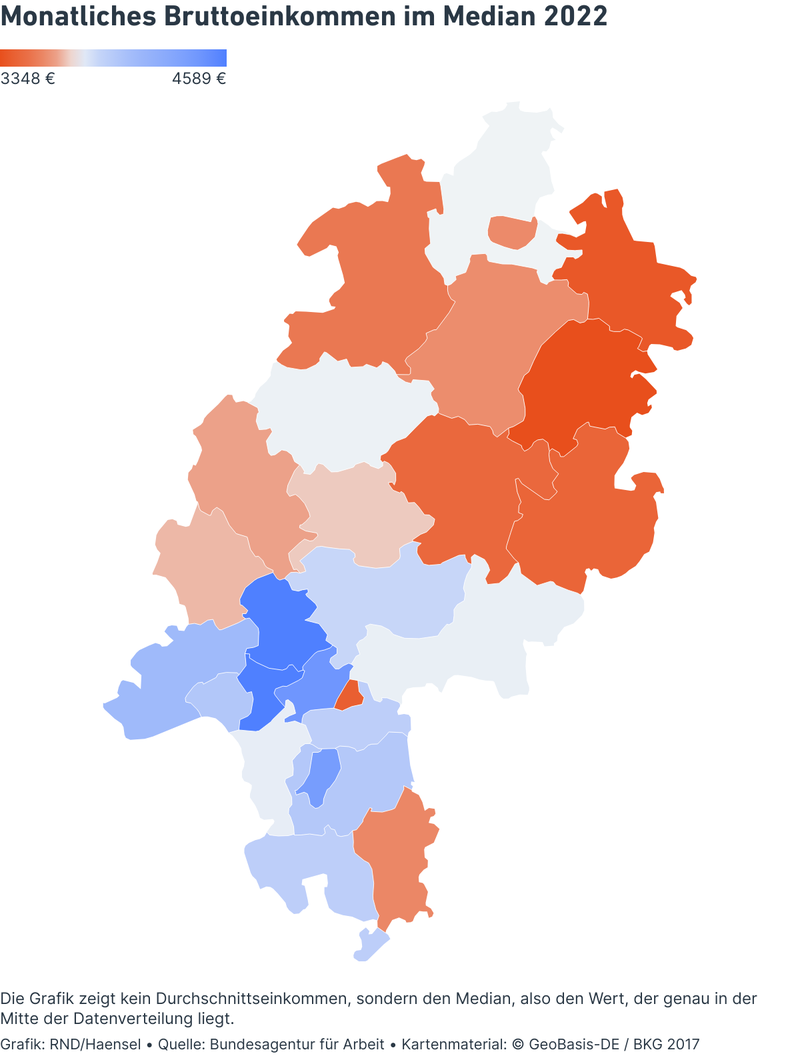 Monatliches Bruttoeinkommen im Median 2022
3348 € 4589 €
Die Grafik zeigt kein Durchschnittseinkommen, sondern den Median, also den Wert, der genau in der
Mitte der Datenverteilung liegt.
Grafik: RND/Haensel • Quelle: Bundesagentur für Arbeit • Kartenmaterial: © GeoBasis-DE / BKG 2017